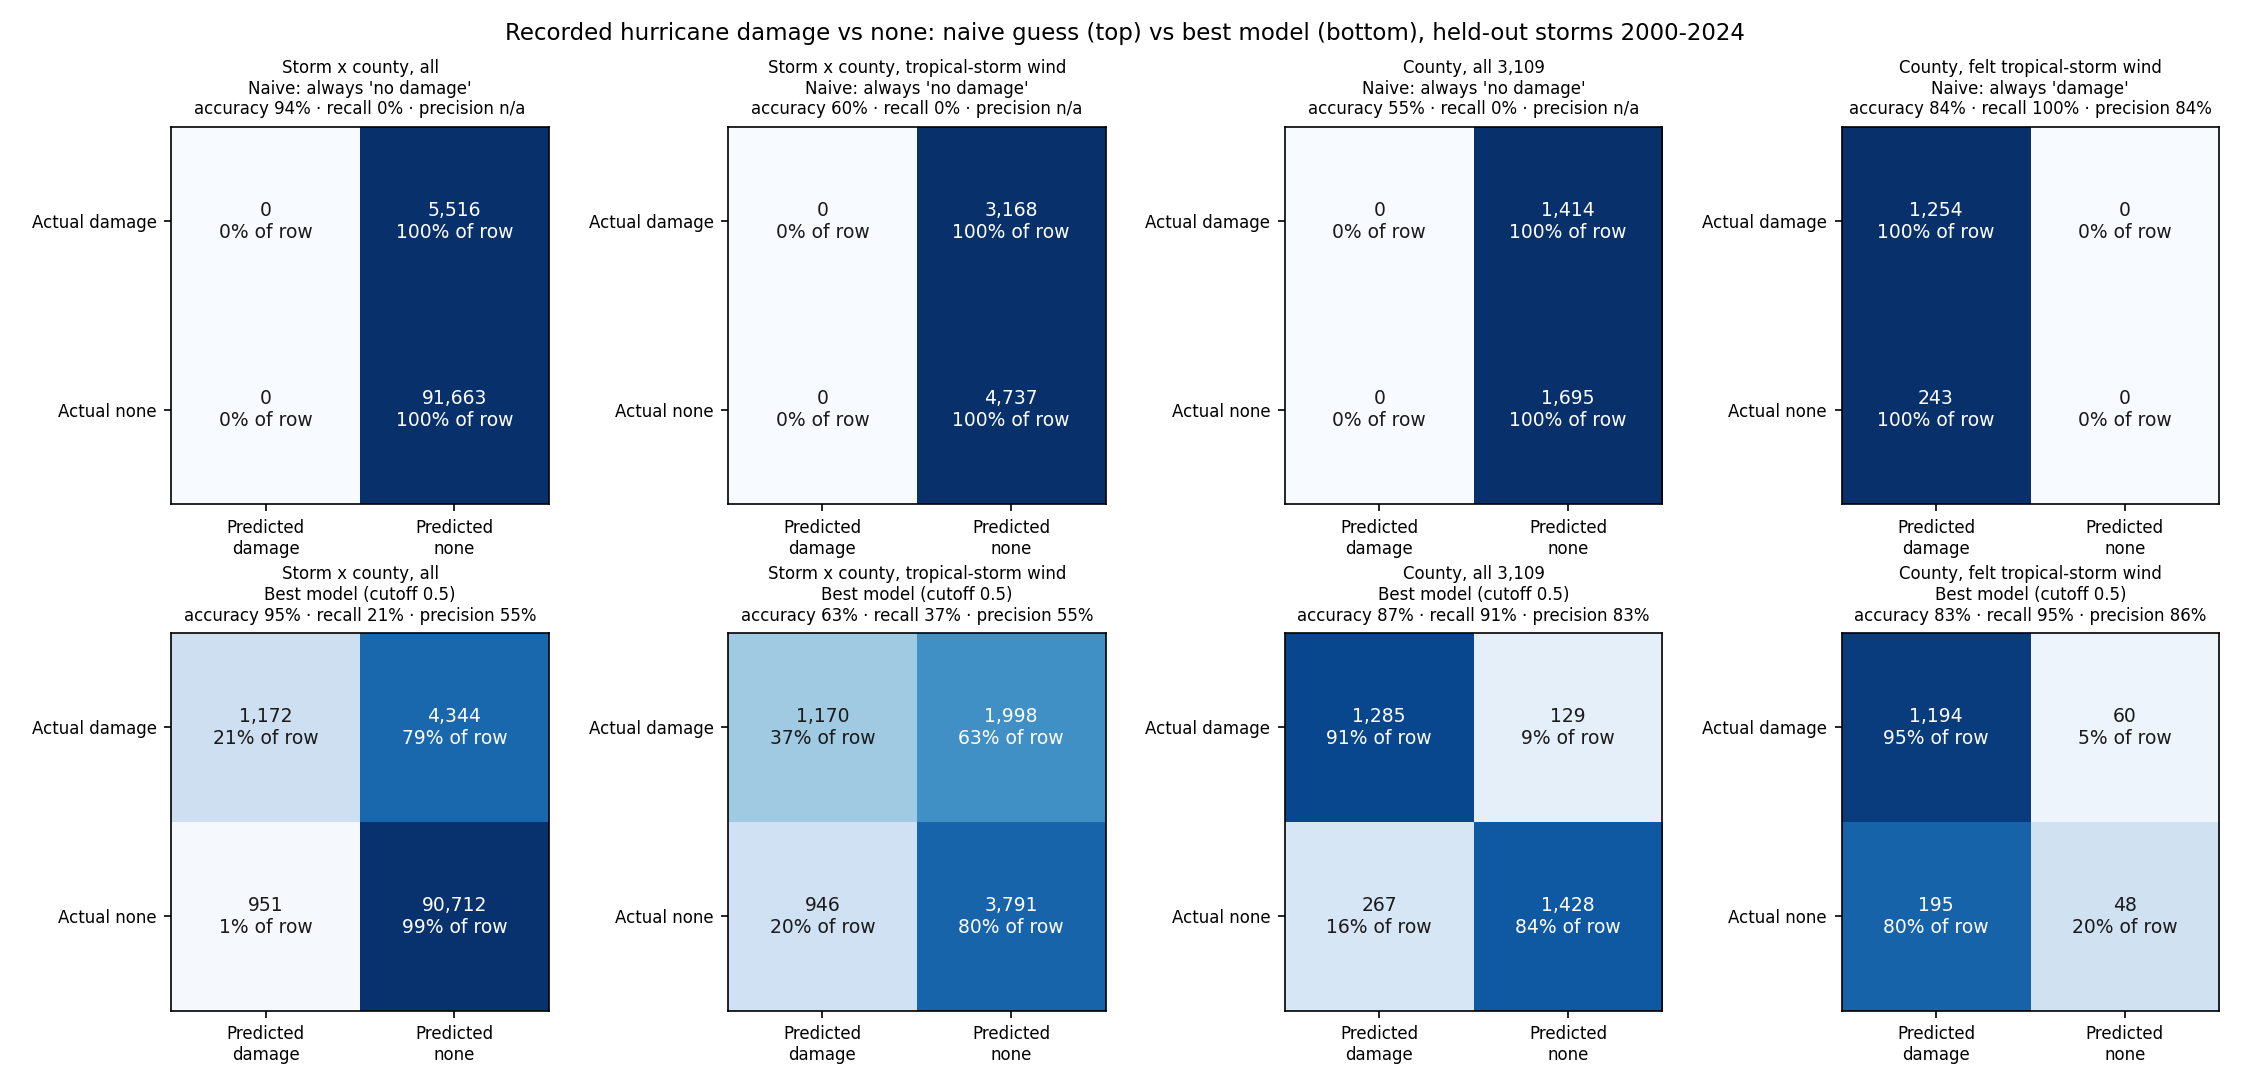 Recorded hurricane damage vs none: naive guess (top) vs best model (bottom), held-out storms 2000-2024
Storm x county, all
Naive: always 'no damage'
accuracy 94% · recall 0% · precision n/a
Actual damage
0
0% of row
5,516
100% of row
Actual none
0
0% of row
91,663
100% of row
Predicted
damage
Predicted
none
Storm x county, tropical-storm wind
Naive: always 'no damage'
accuracy 60% · recall 0% · precision n/a
Actual damage
0
0% of row
3,168
100% of row
Actual none
0
0% of row
4,737
100% of row
Predicted
damage
Predicted
none
County, all 3,109
Naive: always 'no damage'
accuracy 55% · recall 0% · precision n/a
Actual damage
0
0% of row
1,414
100% of row
Actual none
0
0% of row
1,695
100% of row
Predicted
damage
Predicted
none
County, felt tropical-storm wind
Naive: always 'damage'
accuracy 84% · recall 100% · precision 84%
Actual damage
1,254
100% of row
0
0% of row
Actual none
243
100% of row
0
0% of row
Predicted
damage
Predicted
none
Storm x county, all
Best model (cutoff 0.5)
accuracy 95% · recall 21% · precision 55%
Actual damage
1,172
21% of row
4,344
79% of row
Actual none
951
1% of row
90,712
99% of row
Predicted
damage
Predicted
none
Storm x county, tropical-storm wind
Best model (cutoff 0.5)
accuracy 63% · recall 37% · precision 55%
Actual damage
1,170
37% of row
1,998
63% of row
Actual none
946
20% of row
3,791
80% of row
Predicted
damage
Predicted
none
County, all 3,109
Best model (cutoff 0.5)
accuracy 87% · recall 91% · precision 83%
Actual damage
1,285
91% of row
129
9% of row
Actual none
267
16% of row
1,428
84% of row
Predicted
damage
Predicted
none
County, felt tropical-storm wind
Best model (cutoff 0.5)
accuracy 83% · recall 95% · precision 86%
Actual damage
1,194
95% of row
60
5% of row
Actual none
195
80% of row
48
20% of row
Predicted
damage
Predicted
none